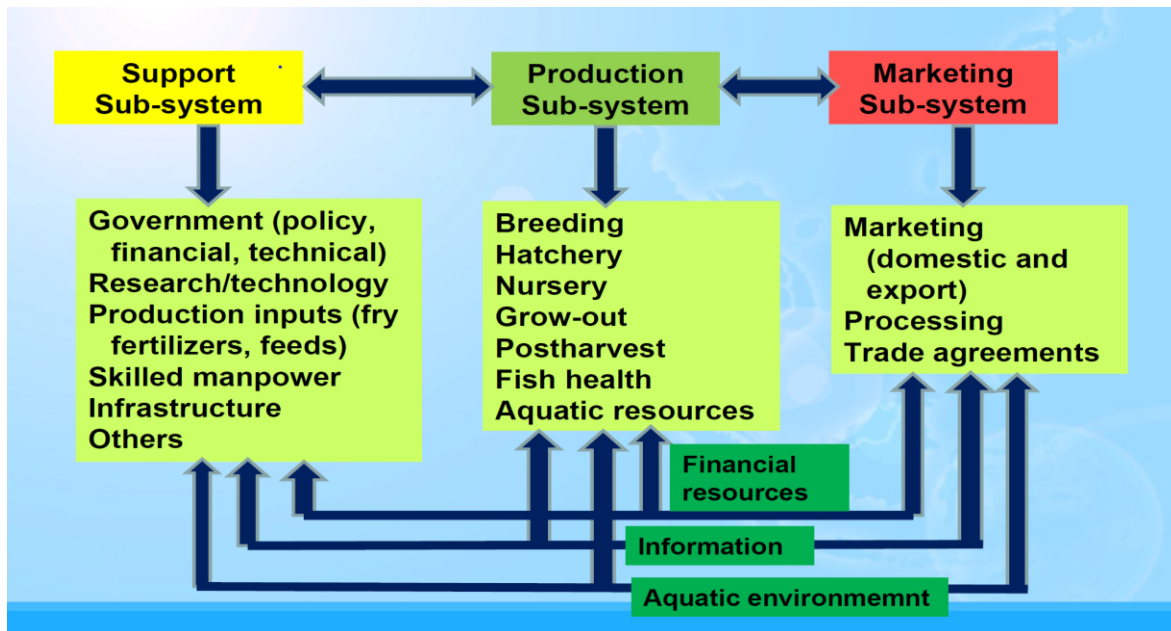 Support
Sub-system
Production
Sub-system
Marketing
Sub-system
Government (policy,
financial, technical)
Research/technology
Production inputs (fry
fertilizers, feeds)
Skilled manpower
Infrastructure
Others
Breeding
Hatchery
Nursery
Grow-out
Postharvest
Fish health
Aquatic resources
Marketing
(domestic and
export)
Processing
Trade agreements
Financial
resources
Information
Aquatic environmemnt